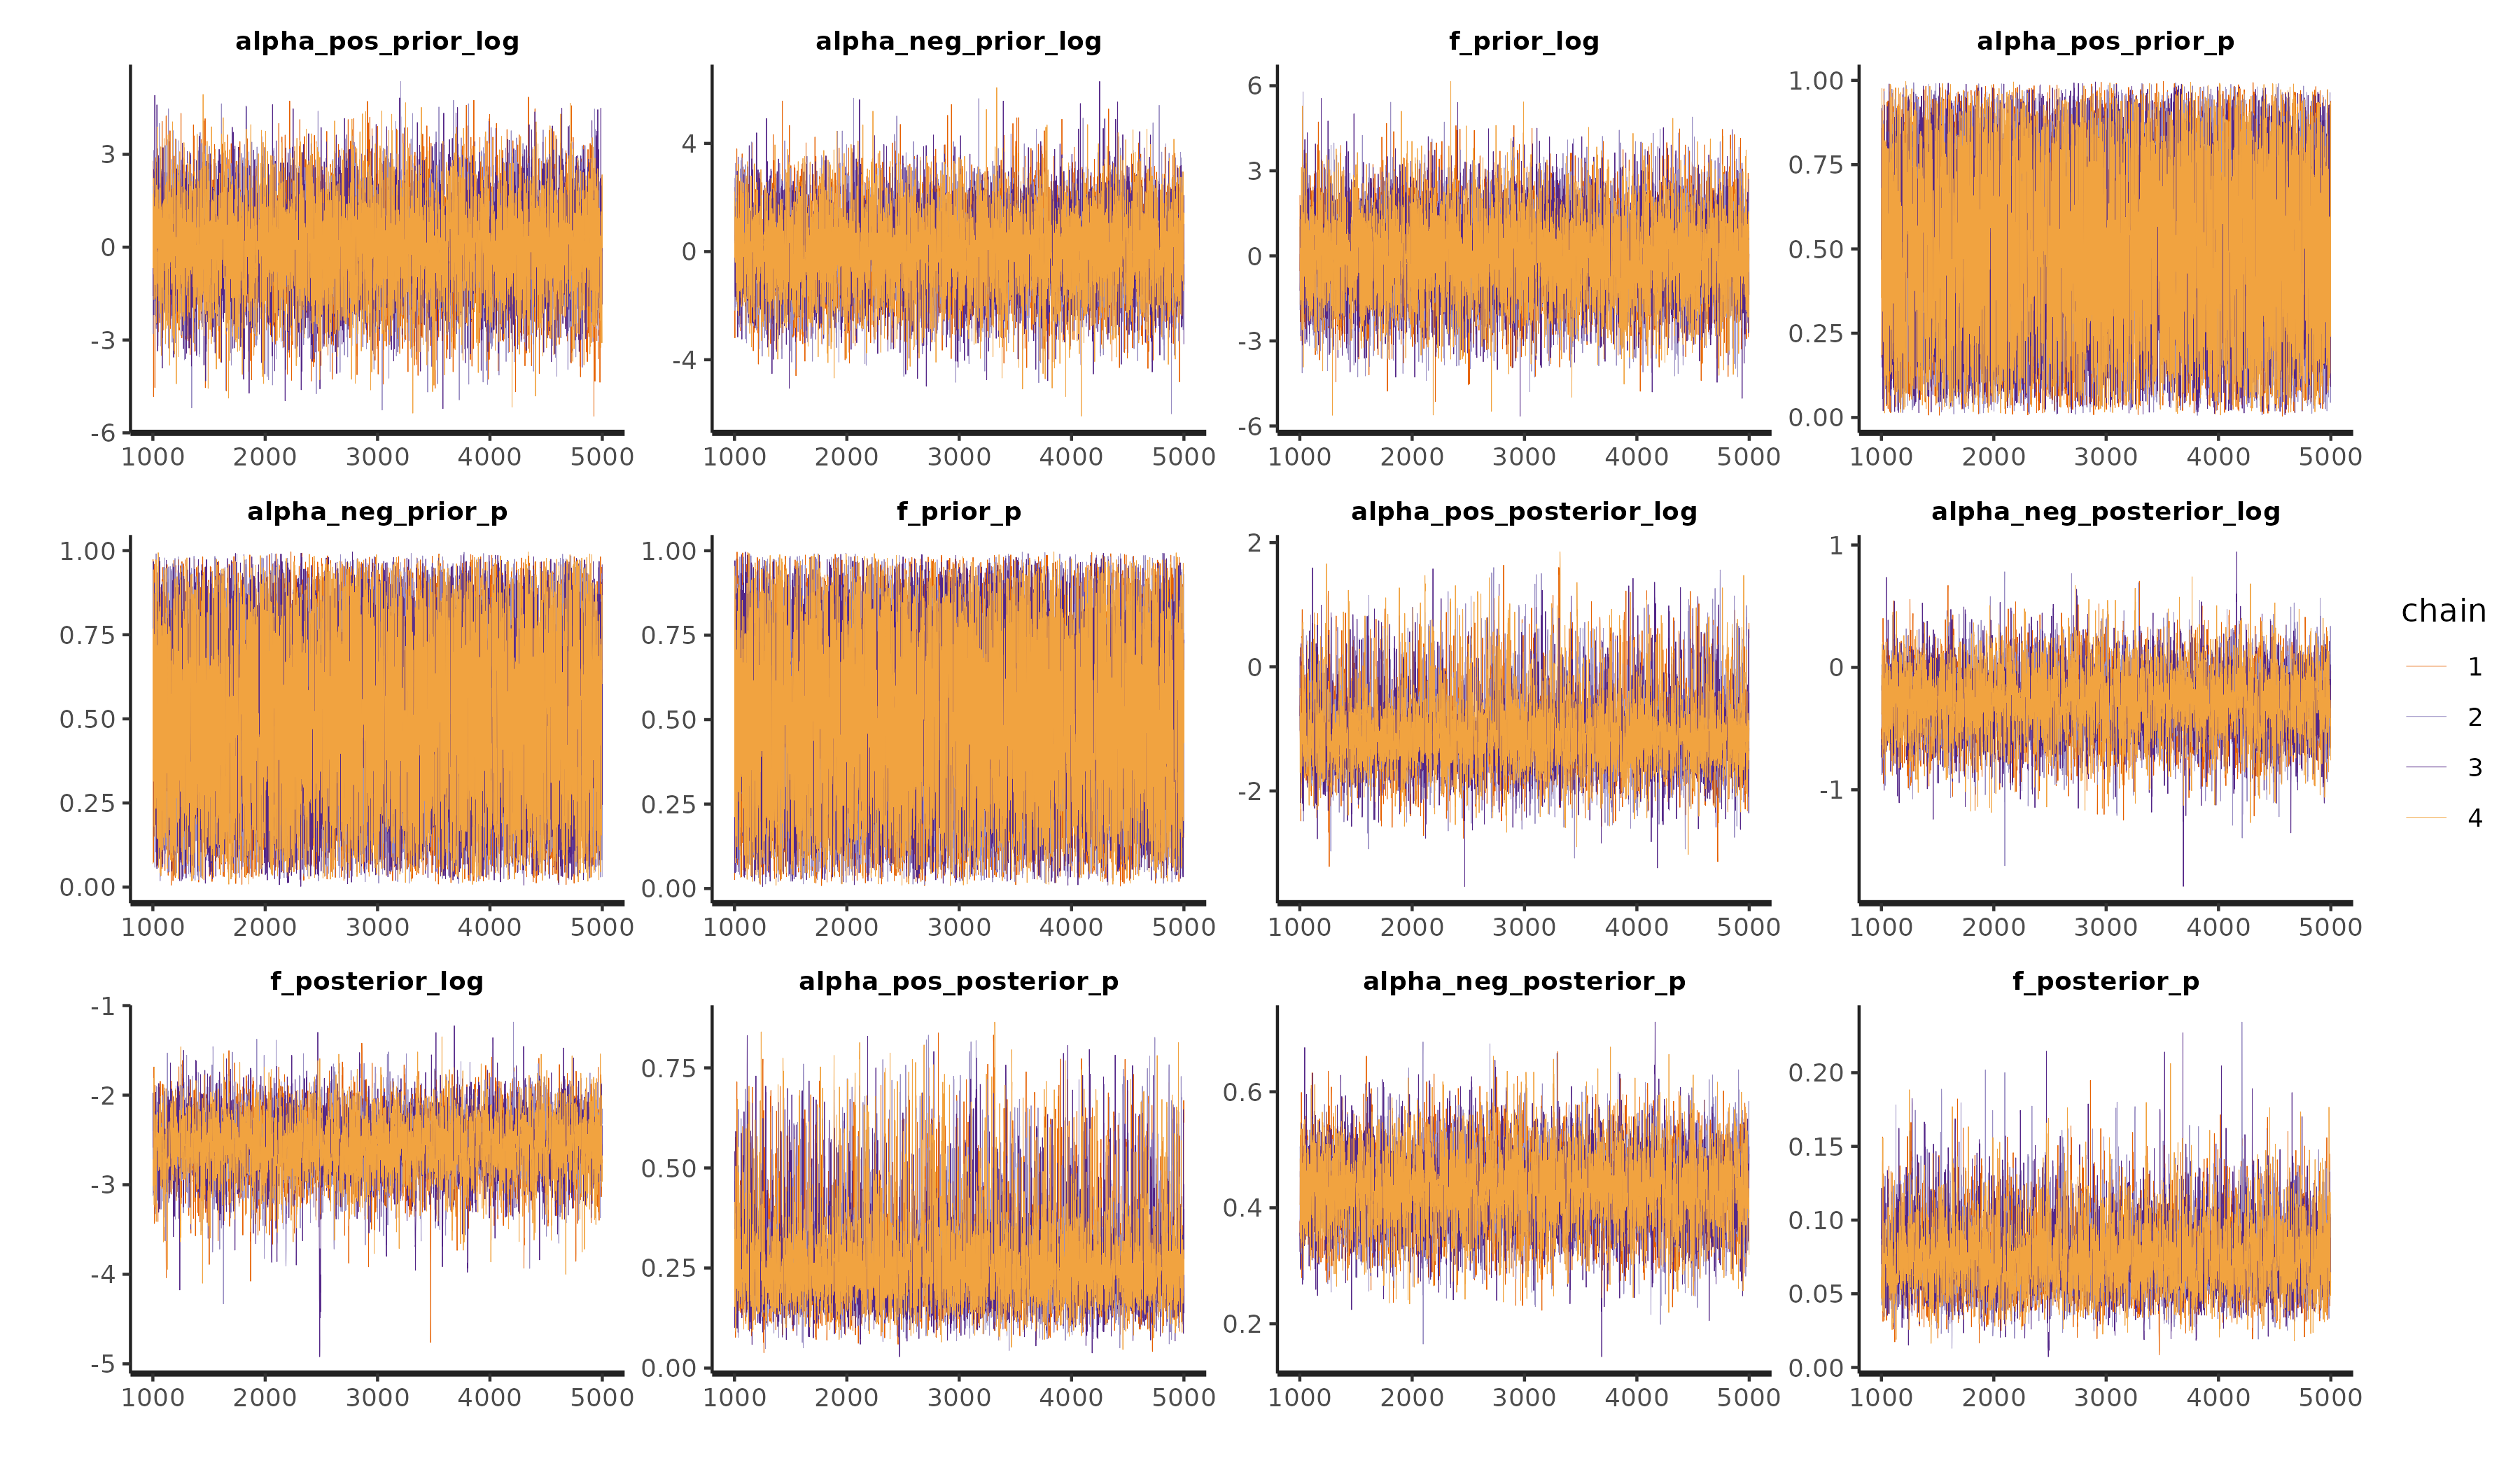 alpha_pos_prior_log
alpha_neg_prior_log
f_prior_log
alpha_pos_prior_p
3
0
-3
-6
1000 2000 3000 4000 5000
4
0
-4
1000 2000 3000 4000 5000
6
3
0
-3
-6
1000 2000 3000 4000 5000
1.00
0.75
0.50
0.25
0.00
1000 2000 3000 4000 5000
alpha_neg_prior_p
f_prior_p
alpha_pos_posterior_log
alpha_neg_posterior_log
1.00
0.75
0.50
0.25
0.00
1000 2000 3000 4000 5000
1.00
0.75
0.50
0.25
0.00
1000 2000 3000 4000 5000
2
0
-2
1000 2000 3000 4000 5000
1
0
-1
1000 2000 3000 4000 5000
chain
1
2
3
4
f_posterior_log
alpha_pos_posterior_p
alpha_neg_posterior_p
f_posterior_p
-1
-2
-3
-4
-5
1000 2000 3000 4000 5000
0.75
0.50
0.25
0.00
1000 2000 3000 4000 5000
0.6
0.4
0.2
1000 2000 3000 4000 5000
0.20
0.15
0.10
0.05
0.00
1000 2000 3000 4000 5000